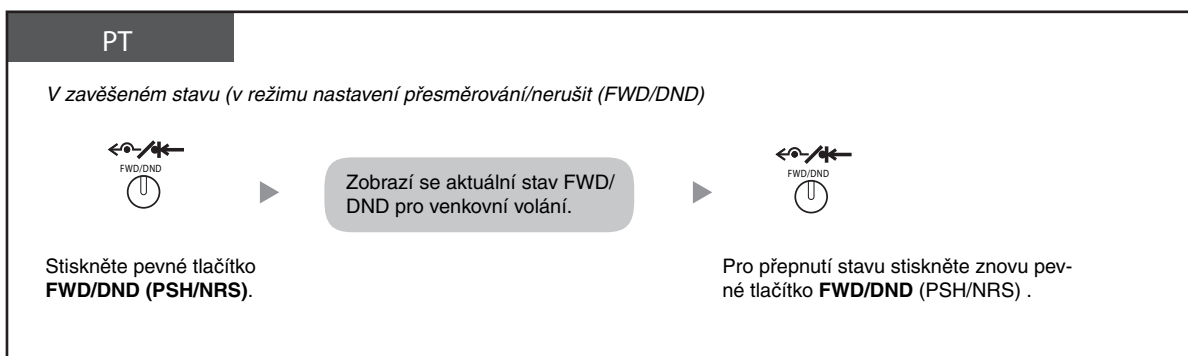 PT
V zavěšeném stavu (v režimu nastavení přesměrování/nerušit (FWD/DND)
FWD/DND
Zobrazí se aktuální stav FWD/
DND pro venkovní volání.
FWD/DND
Stiskněte pevné tlačítko
FWD/DND (PSH/NRS).
Pro přepnutí stavu stiskněte znovu pev-
né tlačítko FWD/DND (PSH/NRS) .